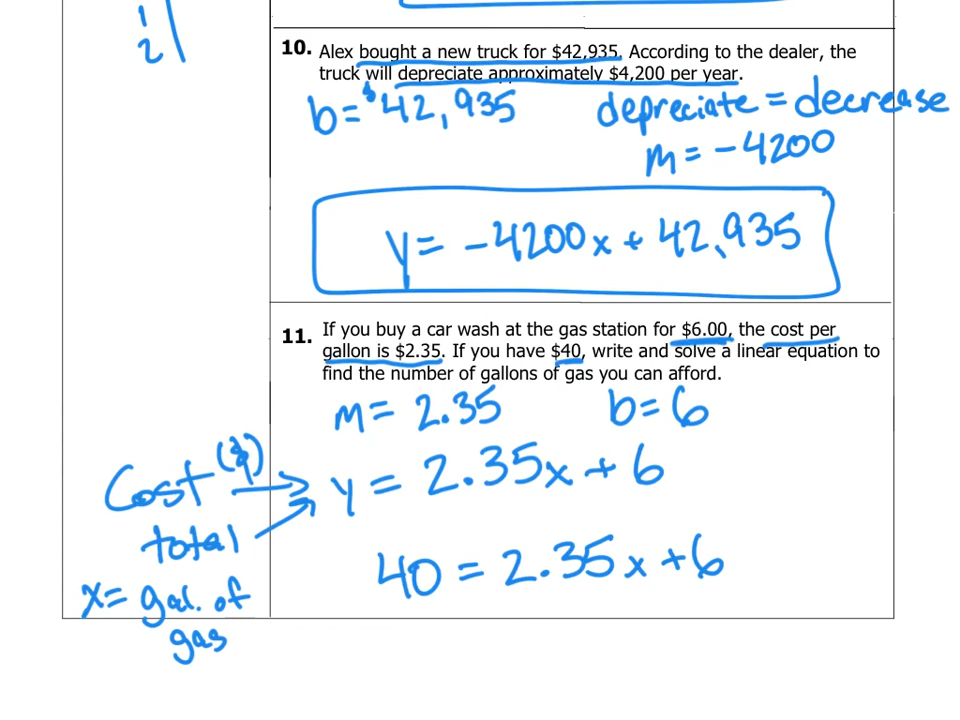 1
2
10. Alex bought a new truck for $42,935. According to the dealer, the
truck will depreciate approximately $4,200 per year.
b = $42,935
depreciate = decrease
m = -4200
y = -4200x + 42,935
11. If you buy a car wash at the gas station for $6.00, the cost per
gallon is $2.35. If you have $40, write and solve a linear equation to
find the number of gallons of gas you can afford.
m = 2.35
b = 6
Cost ($)
total
y = 2.35x + 6
40 = 2.35x + 6
x = gal. of
gas